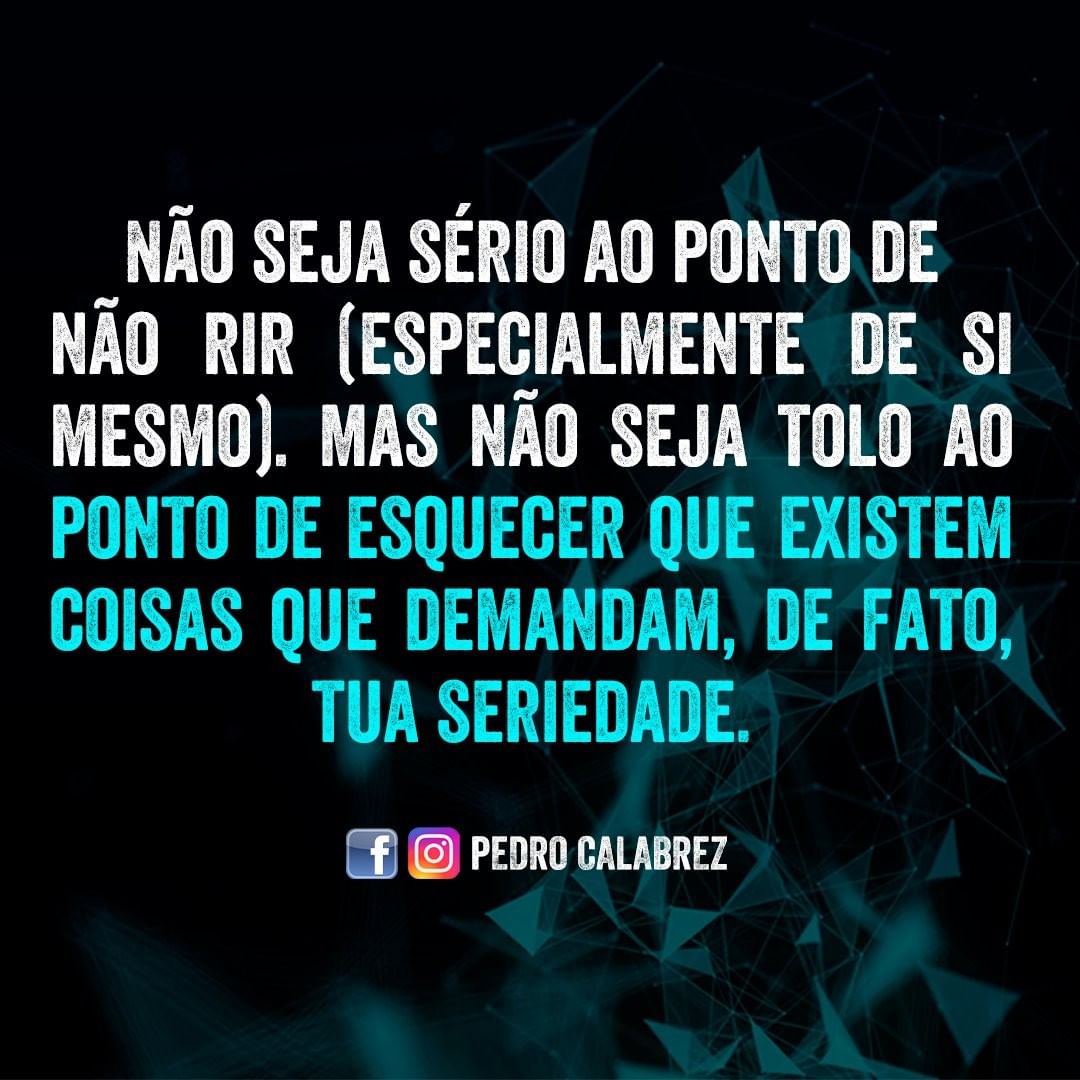 NÃO SEJA SÉRIO AO PONTO DE
NÃO RIR (ESPECIALMENTE DE SI
MESMO). MAS NÃO SEJA TOLO AO
PONTO DE ESQUECER QUE EXISTEM
COISAS QUE DEMANDAM, DE FATO,
TUA SERIEDADE.
PEDRO CALABREZ